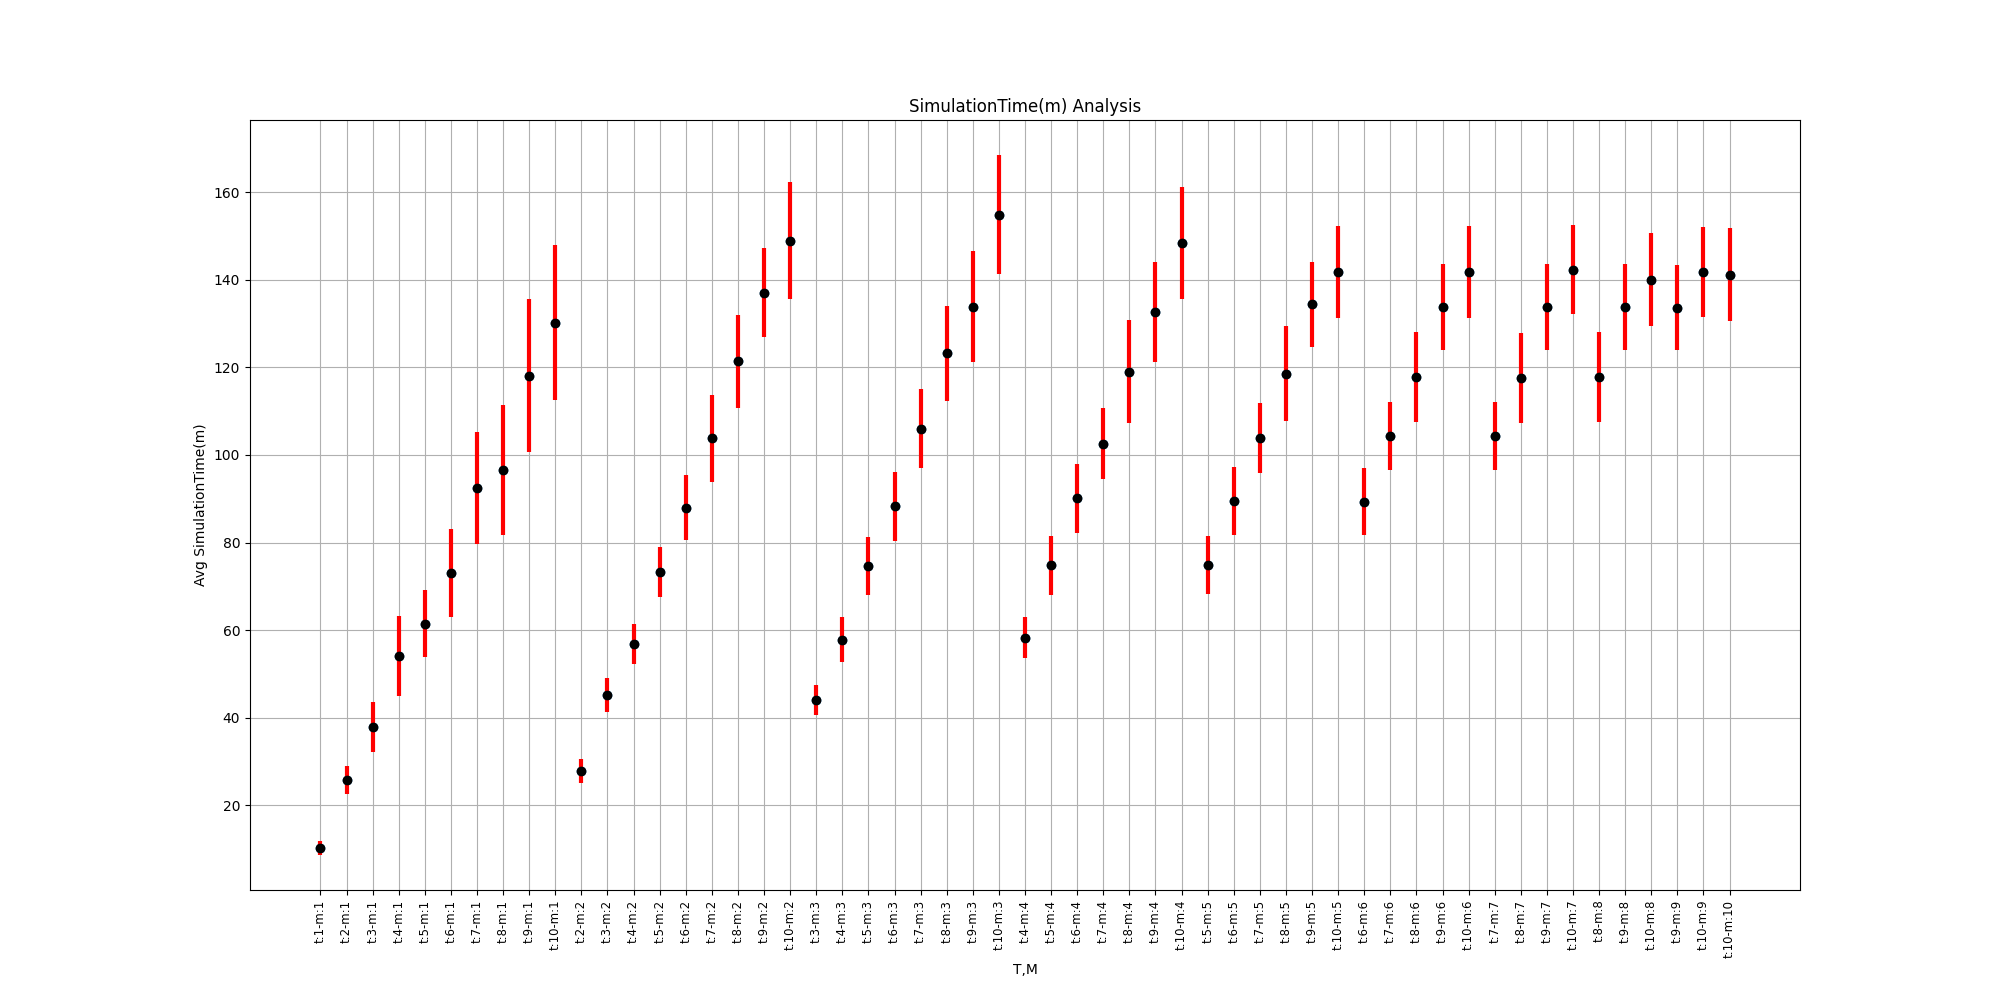 SimulationTime(m) Analysis
Avg SimulationTime(m)
160
140
120
100
80
60
40
20
t:1-m:1
t:2-m:1
t:3-m:1
t:4-m:1
t:5-m:1
t:6-m:1
t:7-m:1
t:8-m:1
t:9-m:1
t:10-m:1
t:2-m:2
t:3-m:2
t:4-m:2
t:5-m:2
t:6-m:2
t:7-m:2
t:8-m:2
t:9-m:2
t:10-m:2
t:3-m:3
t:4-m:3
t:5-m:3
t:6-m:3
t:7-m:3
t:8-m:3
t:9-m:3
t:10-m:3
t:4-m:4
t:5-m:4
t:6-m:4
t:7-m:4
t:8-m:4
t:9-m:4
t:10-m:4
t:5-m:5
t:6-m:5
t:7-m:5
t:8-m:5
t:9-m:5
t:10-m:5
t:6-m:6
t:7-m:6
t:8-m:6
t:9-m:6
t:10-m:6
t:7-m:7
t:8-m:7
t:9-m:7
t:10-m:7
t:8-m:8
t:9-m:8
t:10-m:8
t:9-m:9
t:10-m:9
t:10-m:10
T,M